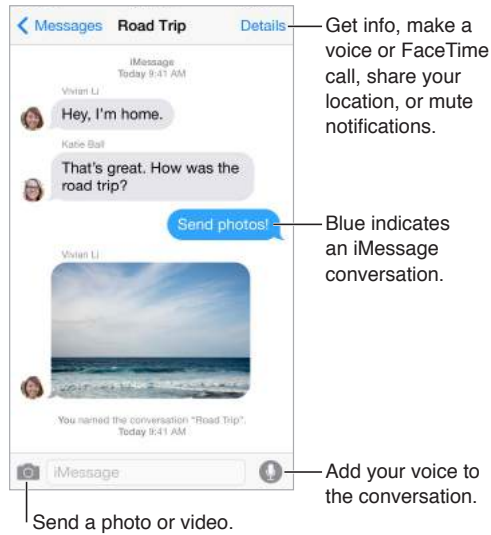 Messages Road Trip Details
Get info, make a
voice or FaceTime
call, share your
location, or mute
notifications.
iMessage
Today 9:41 AM
Vivian Li
Hey, I'm home.
Katie Ball
That's great. How was the
road trip?
Send photos!
Blue indicates
an iMessage
conversation.
Vivian Li
You named the conversation "Road Trip".
Today 9:41 AM
iMessage
Add your voice to
the conversation.
Send a photo or video.